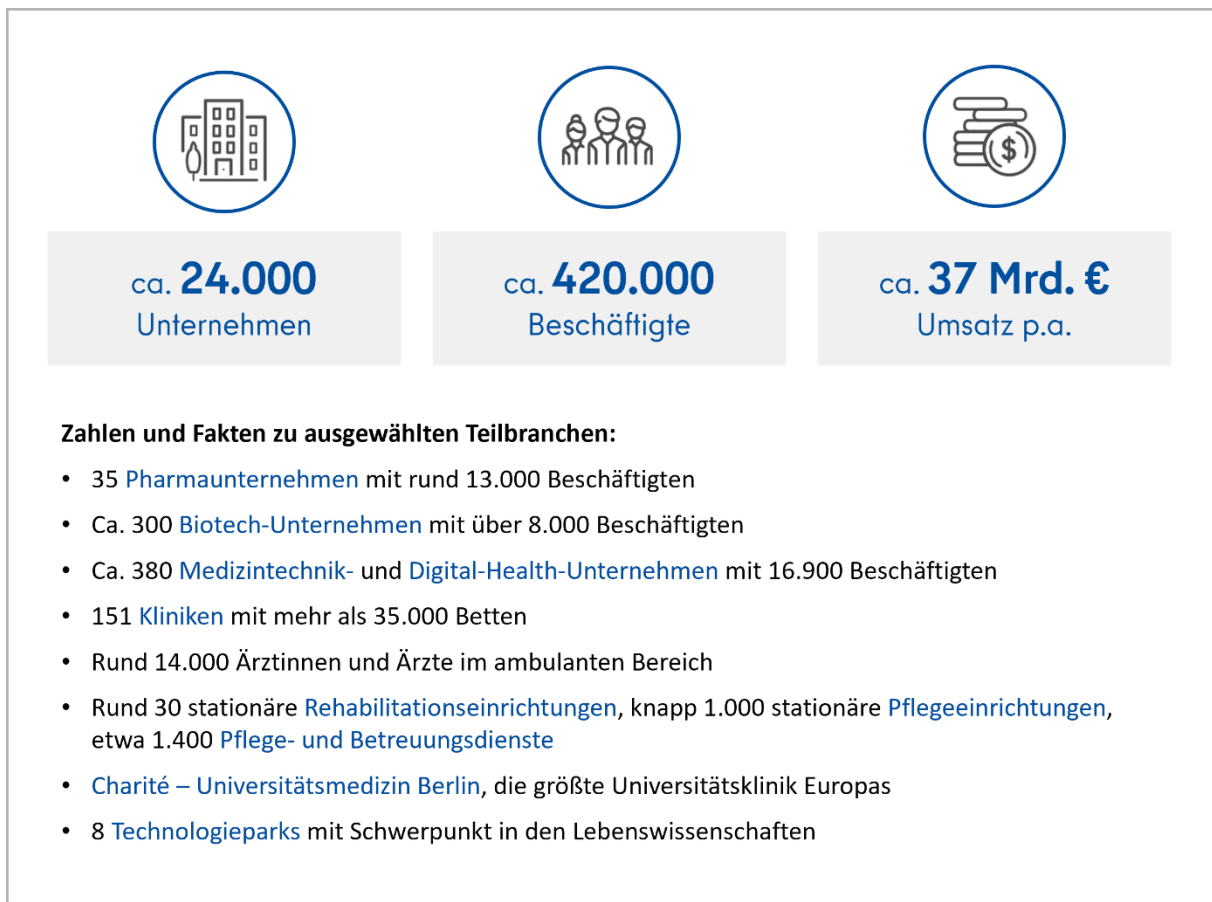 $
ca. 24.000
Unternehmen
ca. 420.000
Beschäftigte
ca. 37 Mrd. €
Umsatz p.a.
Zahlen und Fakten zu ausgewählten Teilbranchen:
• 35 Pharmaunternehmen mit rund 13.000 Beschäftigten
• Ca. 300 Biotech-Unternehmen mit über 8.000 Beschäftigten
• Ca. 380 Medizintechnik- und Digital-Health-Unternehmen mit 16.900 Beschäftigten
• 151 Kliniken mit mehr als 35.000 Betten
• Rund 14.000 Ärztinnen und Ärzte im ambulanten Bereich
• Rund 30 stationäre Rehabilitationseinrichtungen, knapp 1.000 stationäre Pflegeeinrichtungen,
etwa 1.400 Pflege- und Betreuungsdienste
• Charité – Universitätsmedizin Berlin, die größte Universitätsklinik Europas
• 8 Technologieparks mit Schwerpunkt in den Lebenswissenschaften